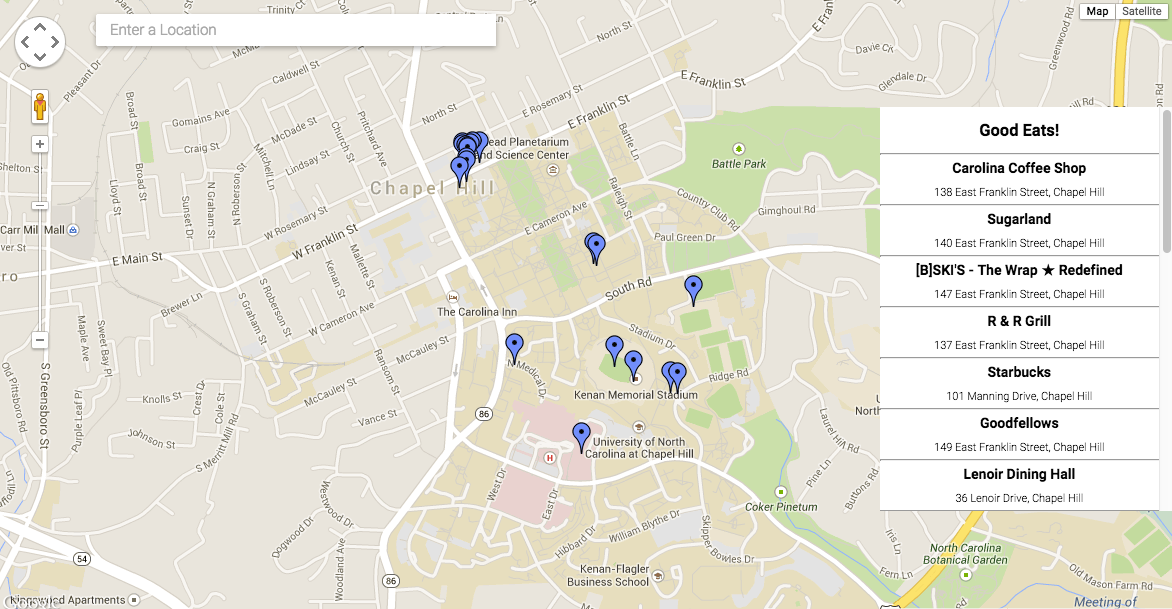 Enter a Location
Map
Satellite
Trinity Ct
North St
E Franklin St
Davie Cir
Greenwood Rd
Pleasant Dr
Caldwell St
Glendale Dr
Broad St
Gomains Ave
McDade St
Craig St
Church St
Pritchard Ave
Lindsay St
Mitchell Ln
North St
E Rosemary St
E Franklin St
Battle Ln
Battle Park
Planetarium
and Science Center
Chapel Hill
Shelton St
Lloyd St
Broad St
Sunset Dr
N Graham St
N Roberson St
W Rosemary St
W Franklin St
Carr Mill Mall
E Main St
Mallette St
Kenan St
E Cameron Ave
Raleigh St
Country Club Rd
Gimghoul Rd
Paul Green Dr
South Rd
Brewer Ln
S Graham St
S Roberson St
W Cameron Ave
The Carolina Inn
McCauley St
Ransom St
Stadium Dr
Ridge Rd
Kenan Memorial Stadium
Maple Ave
Sweet Bay Pl
Old Pittsboro Rd
S Greensboro St
Purple Leaf Pl
Knolls St
Crest Dr
Cole St
McCauley St
Vance St
Johnson St
S Merritt Mill Rd
86
H
University of North
Carolina at Chapel Hill
West Dr
East Dr
Laurel Hill Rd
Pine Ln
Buttons Rd
Coker Pinetum
Westwood Dr
Dogwood Dr
Woodland Ave
Hibbard Dr
William Blythe Dr
Skipper Bowles Dr
Kenan-Flagler
Business School
54
86
Iris Ln
Fern Ln
North Carolina
Botanical Garden
Old Mason Farm Rd
Meeting of
Kingswood Apartments
Good Eats!
Carolina Coffee Shop
138 East Franklin Street, Chapel Hill
Sugarland
140 East Franklin Street, Chapel Hill
[B]SKI'S - The Wrap ★ Redefined
147 East Franklin Street, Chapel Hill
R & R Grill
137 East Franklin Street, Chapel Hill
Starbucks
101 Manning Drive, Chapel Hill
Goodfellows
149 East Franklin Street, Chapel Hill
Lenoir Dining Hall
36 Lenoir Drive, Chapel Hill